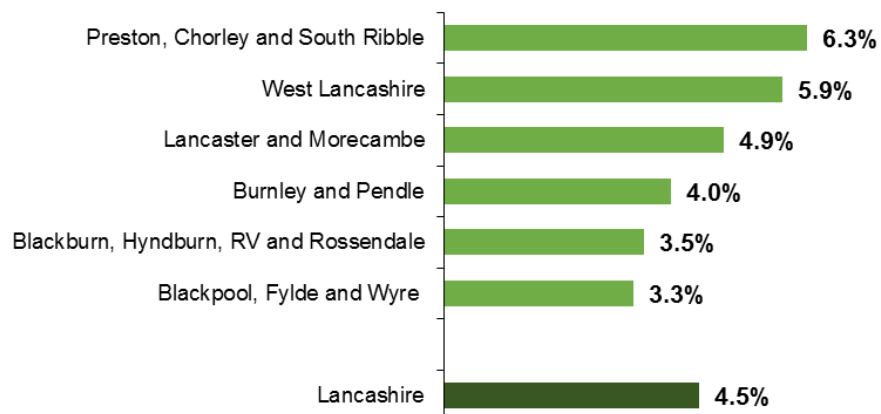 Preston, Chorley and South Ribble 6.3%
West Lancashire 5.9%
Lancaster and Morecambe 4.9%
Burnley and Pendle 4.0%
Blackburn, Hyndburn, RV and Rossendale 3.5%
Blackpool, Fylde and Wyre 3.3%
Lancashire 4.5%